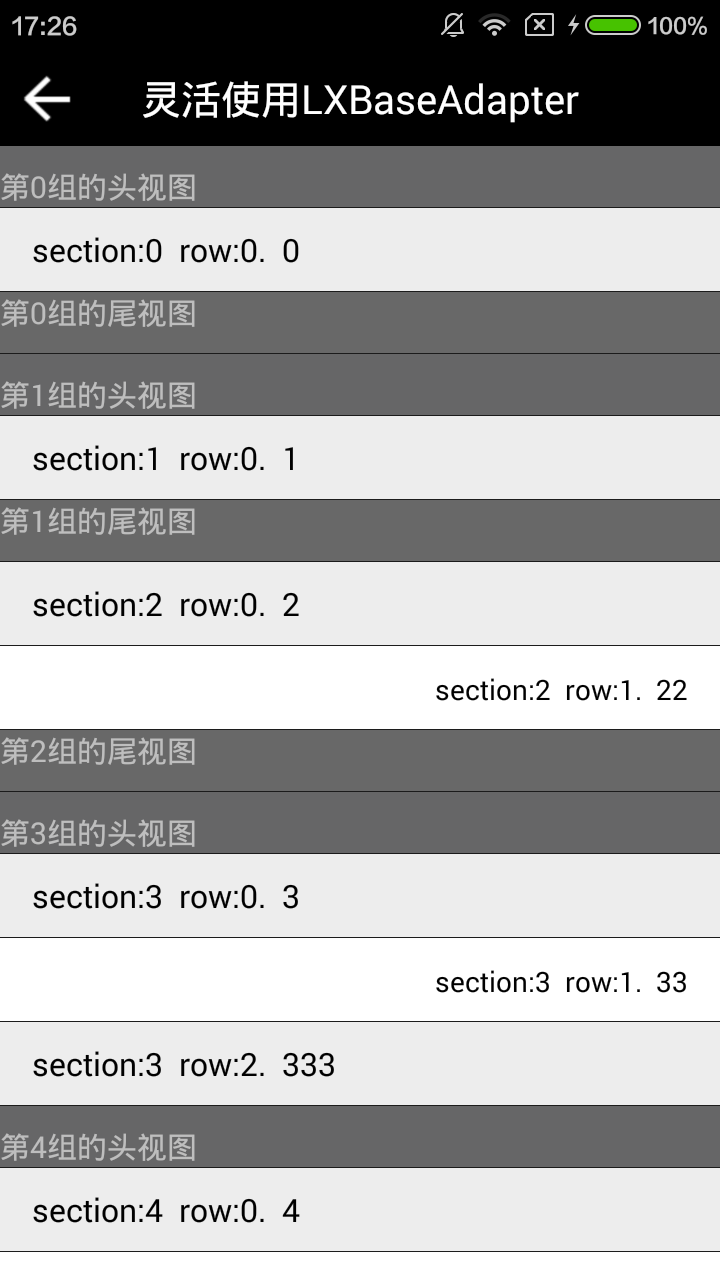 17:26 100%
灵活使用LXBaseAdapter
第0组的头视图
section:0 row:0. 0
第0组的尾视图
第1组的头视图
section:1 row:0. 1
第1组的尾视图
section:2 row:0. 2
section:2 row:1. 22
第2组的尾视图
第3组的头视图
section:3 row:0. 3
section:3 row:1. 33
section:3 row:2. 333
第4组的头视图
section:4 row:0. 4